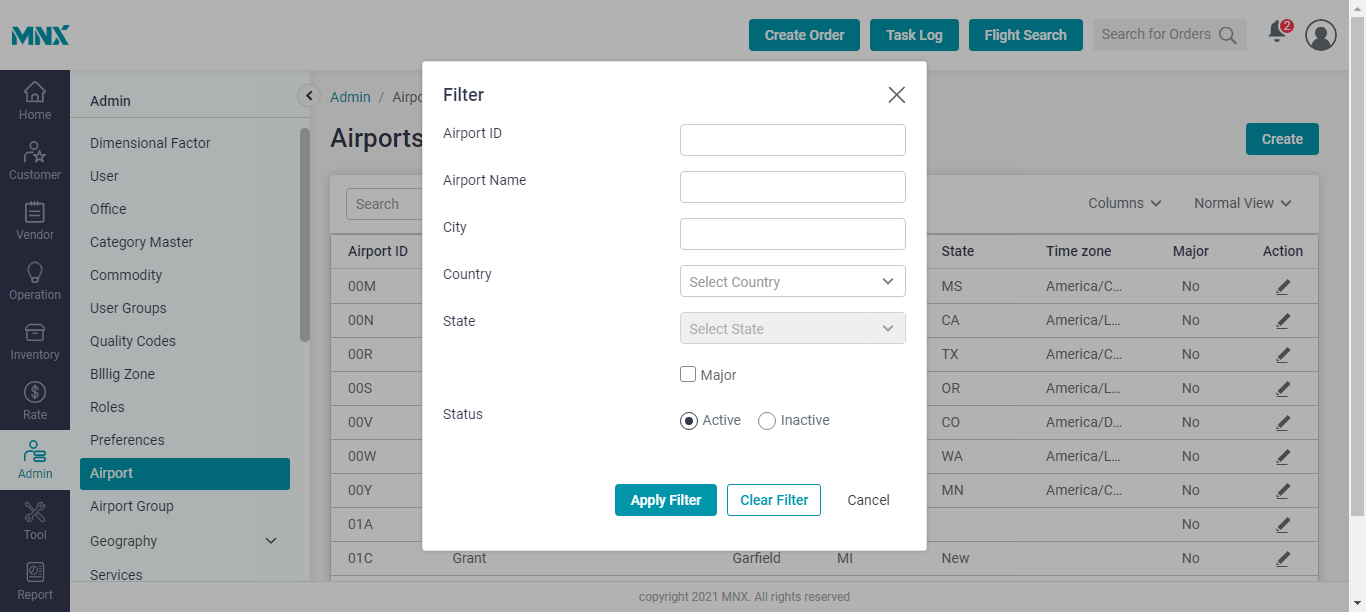 MNX
Create Order
Task Log
Flight Search
Search for Orders
2
Home
Customer
Vendor
Operation
Inventory
Rate
Admin
Tool
Report
Admin
Dimensional Factor
User
Office
Category Master
Commodity
User Groups
Quality Codes
Blllig Zone
Roles
Preferences
Airport
Airport Group
Geography
Services
Admin /
Airports
Create
Search
Columns
Normal View
Airport ID State Time zone Major Action
00M MS America/C... No
00N CA America/L... No
00R TX America/C... No
00S OR America/L... No
00V CO America/D... No
00W WA America/L... No
00Y MN America/C... No
01A No
01C Grant Garfield MI New No
Filter
Airport ID
Airport Name
City
Country Select Country
State Select State
Major
Status Active Inactive
Apply Filter Clear Filter Cancel
copyright 2021 MNX. All rights reserved